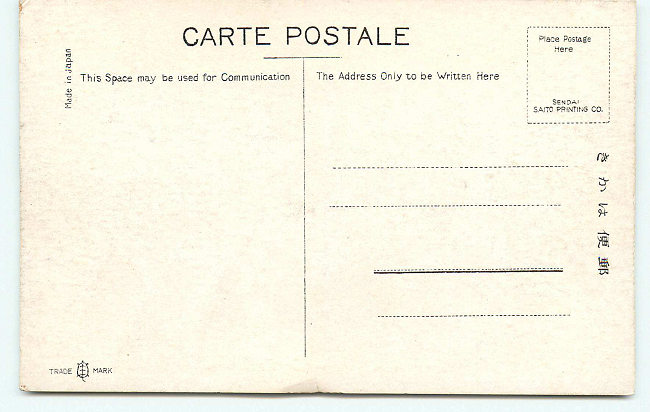 CARTE POSTALE
Made in Japan
This Space may be used for Communication
The Address Only to be Written Here
Place Postage
Here
SENDAI
SAITO PRINTING CO.
郵便はかき
TRADE MARK